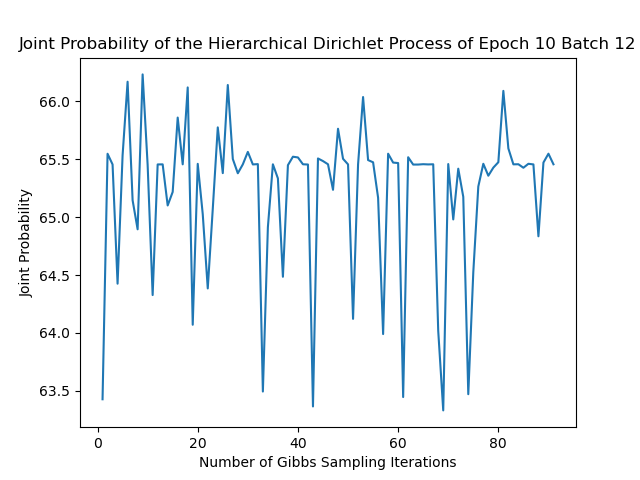 Joint Probability of the Hierarchical Dirichlet Process of Epoch 10 Batch 12
66.0
65.5
65.0
64.5
64.0
63.5
Joint Probability
0 20 40 60 80
Number of Gibbs Sampling Iterations